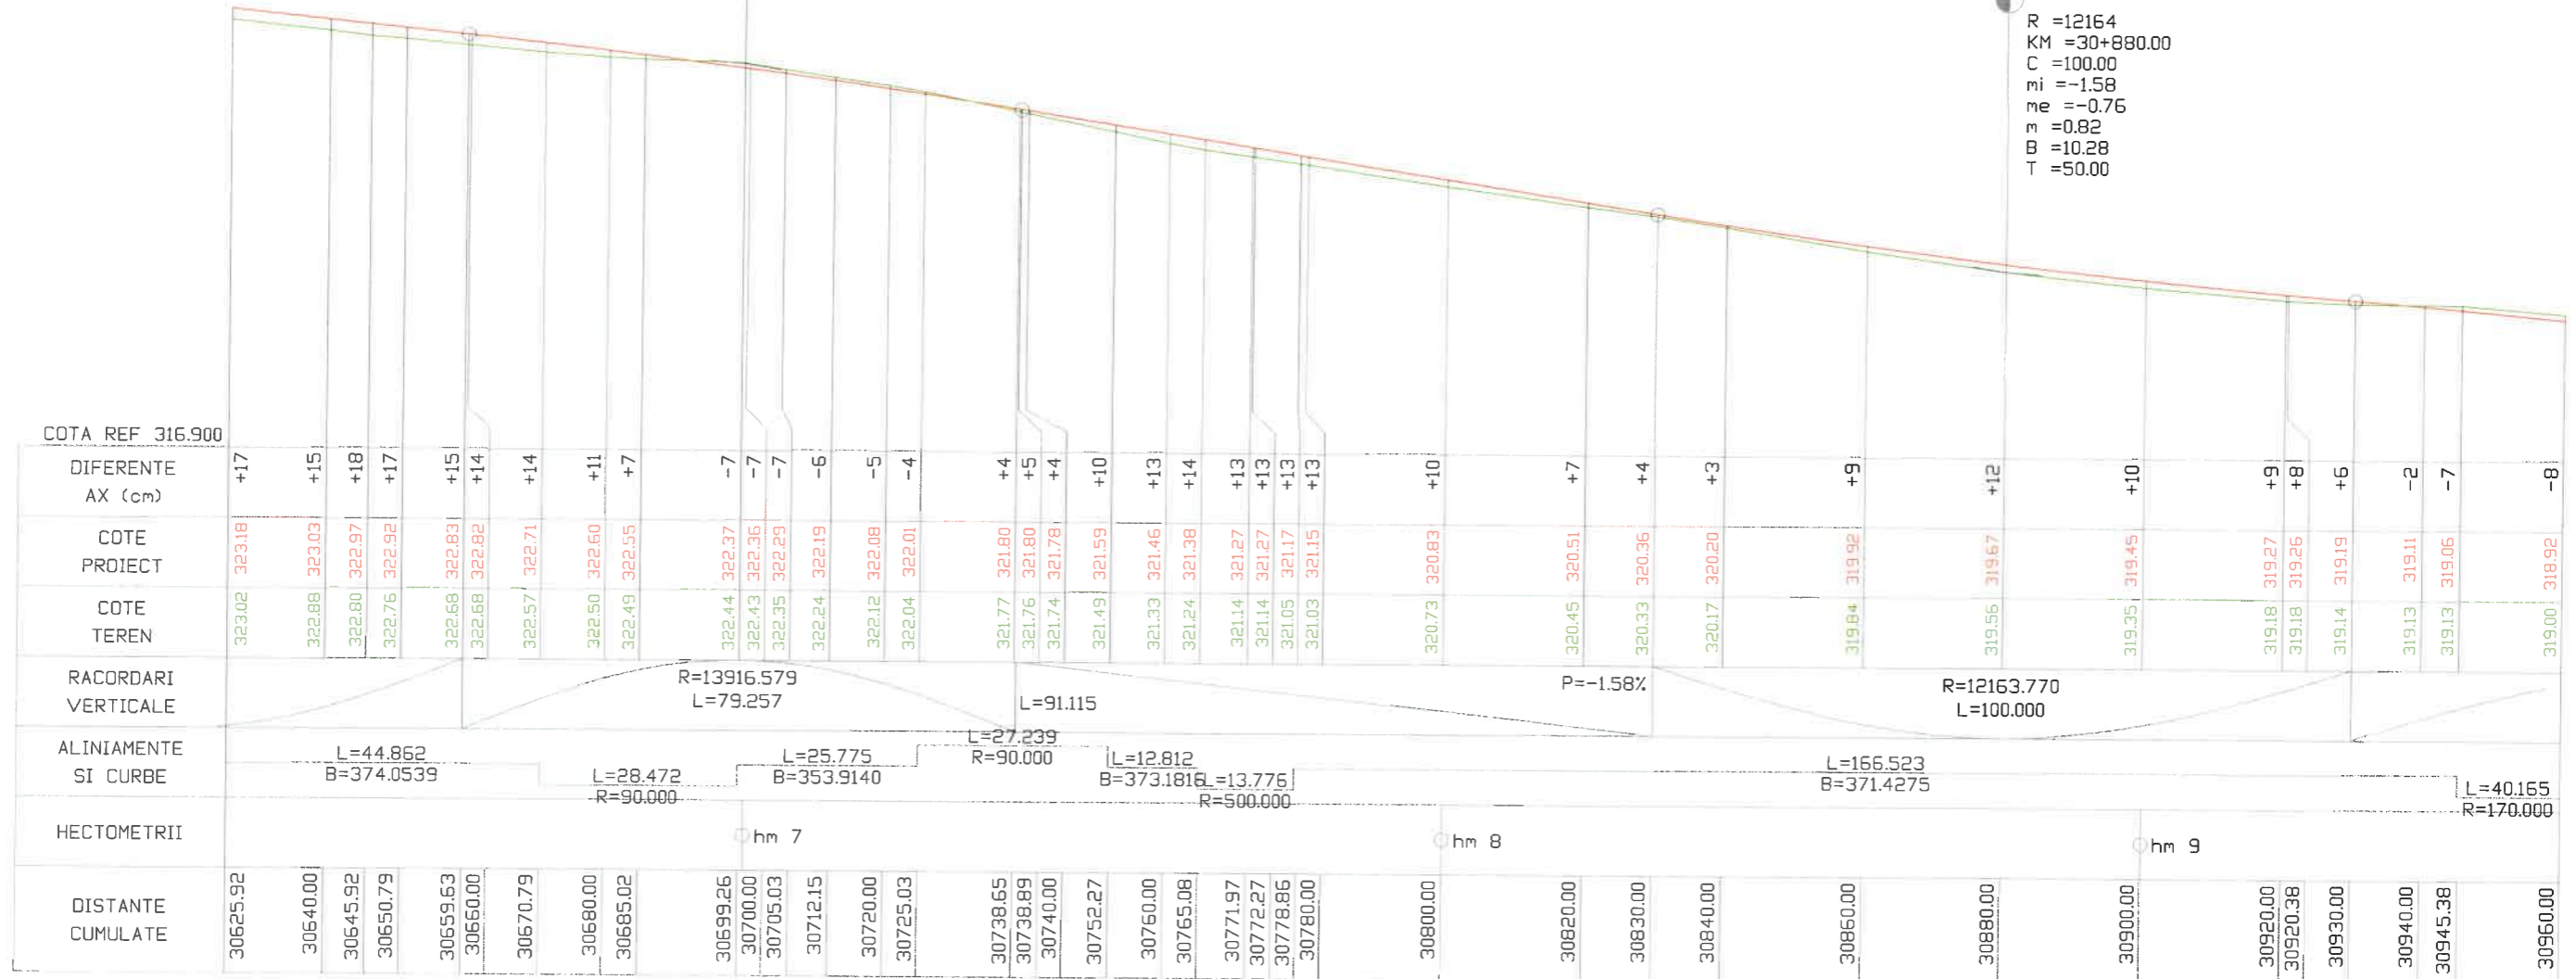 R =12164
KM =30+880.00
C =100.00
mi =-1.58
me =-0.76
m =0.82
B =10.28
T =50.00
COTA REF 316.900
DIFERENTE
AX (cm)
+17 +15 +18 +17 +15 +14 +14 +11 +7 -7 -7 -7 -6 -5 -4 +4 +5 +4 +10 +13 +14 +13 +13 +13 +13 +10 +7 +4 +3 +9 +12 +10 +9 +8 +6 -2 -7 -8
COTE
PROIECT
323.18 323.03 322.97 322.92 322.83 322.82 322.71 322.60 322.55 322.37 322.36 322.29 322.19 322.08 322.01 321.80 321.80 321.78 321.59 321.46 321.38 321.27 321.27 321.17 321.15 320.83 320.51 320.36 320.20 319.92 319.67 319.45 319.27 319.26 319.19 319.11 319.06 318.92
COTE
TEREN
323.02 322.88 322.80 322.76 322.68 322.68 322.57 322.50 322.49 322.44 322.43 322.35 322.24 322.12 322.04 321.77 321.76 321.74 321.49 321.33 321.24 321.14 321.14 321.05 321.03 320.73 320.45 320.33 320.17 319.84 319.56 319.35 319.18 319.18 319.14 319.13 319.13 319.00
RACORDARI
VERTICALE
R=13916.579
L=79.257
L=91.115
P=-1.58%
R=12163.770
L=100.000
ALINIAMENTE
SI CURBE
L=44.862
B=374.0539
L=28.472
R=90.000
L=25.775
B=353.9140
L=27.239
R=90.000
L=12.812
B=373.1816
L=13.776
R=500.000
L=166.523
B=371.4275
L=40.165
R=170.000
HECTOMETRII
hm 7
hm 8
hm 9
DISTANTE
CUMULATE
30625.92 30640.00 30645.92 30650.79 30659.63 30660.00 30670.79 30680.00 30685.02 30699.26 30700.00 30705.03 30712.15 30720.00 30725.03 30738.65 30738.89 30740.00 30752.27 30760.00 30765.08 30771.97 30772.27 30778.86 30780.00 30800.00 30820.00 30830.00 30840.00 30860.00 30880.00 30900.00 30920.00 30920.38 30930.00 30940.00 30945.38 30960.00